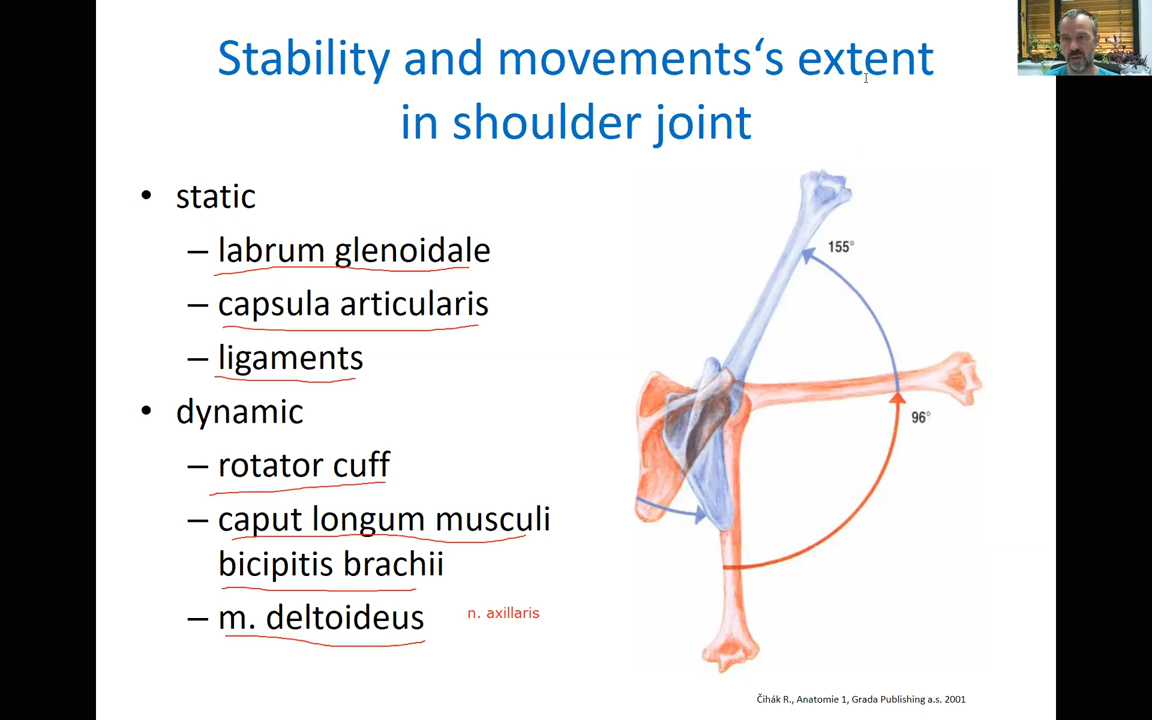 Stability and movements‘s extent
in shoulder joint
• static
– labrum glenoidale
– capsula articularis
– ligaments
• dynamic
– rotator cuff
– caput longum musculi
bicipitis brachii
– m. deltoideus
n. axillaris
155°
96°
Čihák R., Anatomie 1, Grada Publishing a.s. 2001